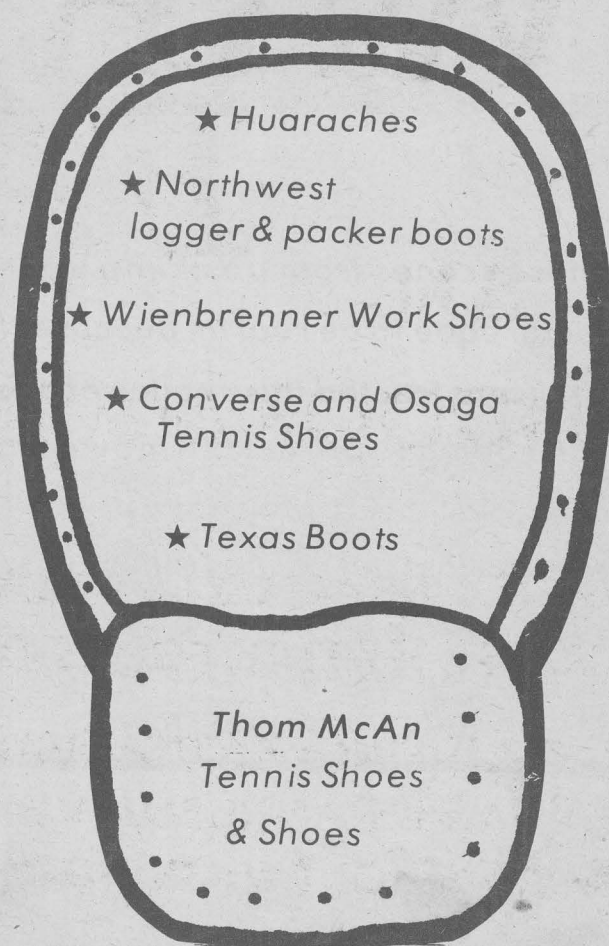 ★ Huaraches
★ Northwest
logger & packer boots
★ Wienbrenner Work Shoes
★ Converse and Osaga
Tennis Shoes
★ Texas Boots
Thom McAn
Tennis Shoes
& Shoes